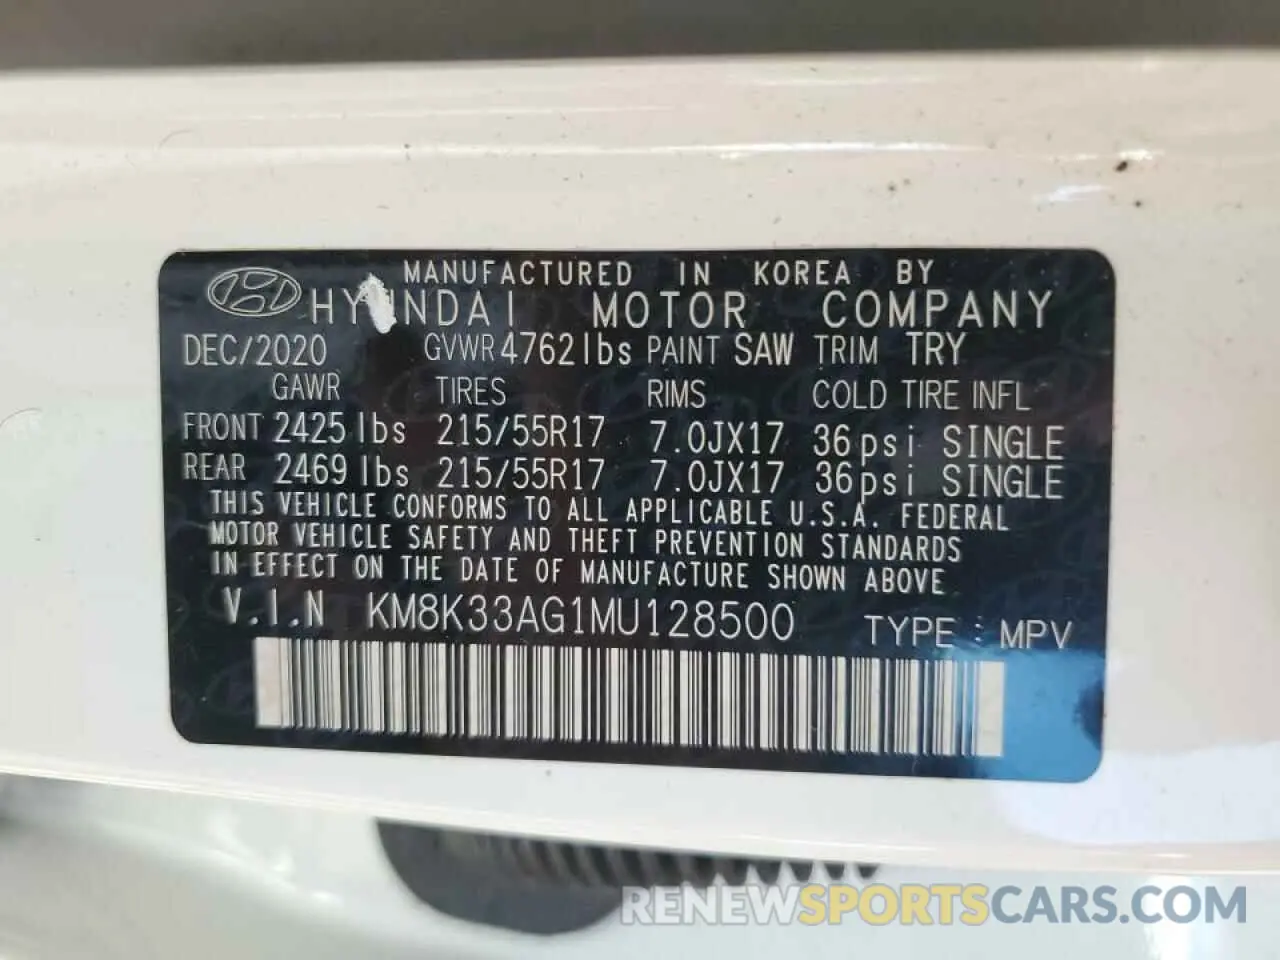 MANUFACTURED IN KOREA BY
HYUNDAI MOTOR COMPANY
DEC/2020 GVWR 4762lbs PAINT SAW TRIM TRY
GAWR TIRES RIMS COLD TIRE INFL
FRONT 2425 lbs 215/55R17 7.0JX17 36psi SINGLE
REAR 2469 lbs 215/55R17 7.0JX17 36psi SINGLE
THIS VEHICLE CONFORMS TO ALL APPLICABLE U.S.A. FEDERAL
MOTOR VEHICLE SAFETY AND THEFT PREVENTION STANDARDS
IN EFFECT ON THE DATE OF MANUFACTURE SHOWN ABOVE
V.I.N KM8K33AG1MU128500 TYPE : MPV
RENEWSPORTSCARS.COM